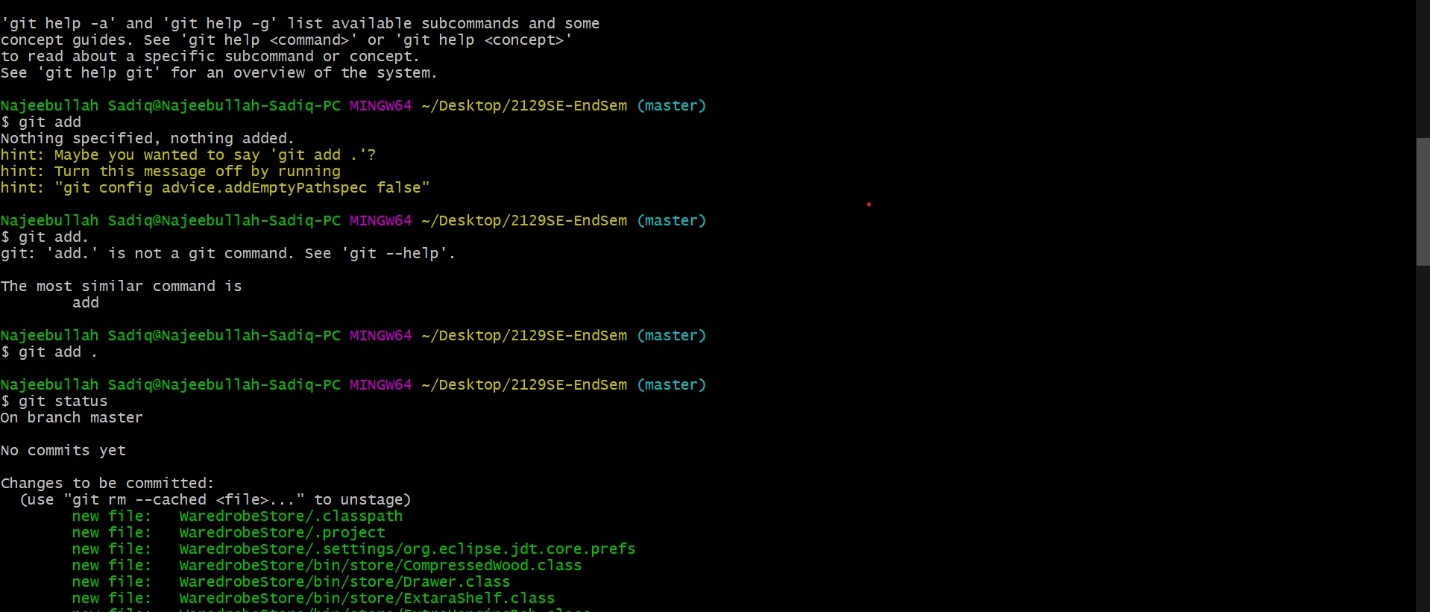 'git help -a' and 'git help -g' list available subcommands and some
concept guides. See 'git help <command>' or 'git help <concept>'
to read about a specific subcommand or concept.
See 'git help git' for an overview of the system.
Najeebullah Sadiq@Najeebullah-Sadiq-PC MINGW64 ~/Desktop/2129SE-EndSem (master)
$ git add
Nothing specified, nothing added.
hint: Maybe you wanted to say 'git add .'?
hint: Turn this message off by running
hint: "git config advice.addEmptyPathspec false"
Najeebullah Sadiq@Najeebullah-Sadiq-PC MINGW64 ~/Desktop/2129SE-EndSem (master)
$ git add.
git: 'add.' is not a git command. See 'git --help'.
The most similar command is
add
Najeebullah Sadiq@Najeebullah-Sadiq-PC MINGW64 ~/Desktop/2129SE-EndSem (master)
$ git add .
Najeebullah Sadiq@Najeebullah-Sadiq-PC MINGW64 ~/Desktop/2129SE-EndSem (master)
$ git status
On branch master
No commits yet
Changes to be committed:
(use "git rm --cached <file>..." to unstage)
new file: WaredrobeStore/.classpath
new file: WaredrobeStore/.project
new file: WaredrobeStore/.settings/org.eclipse.jdt.core.prefs
new file: WaredrobeStore/bin/store/CompressedWood.class
new file: WaredrobeStore/bin/store/Drawer.class
new file: WaredrobeStore/bin/store/ExtaraShelf.class